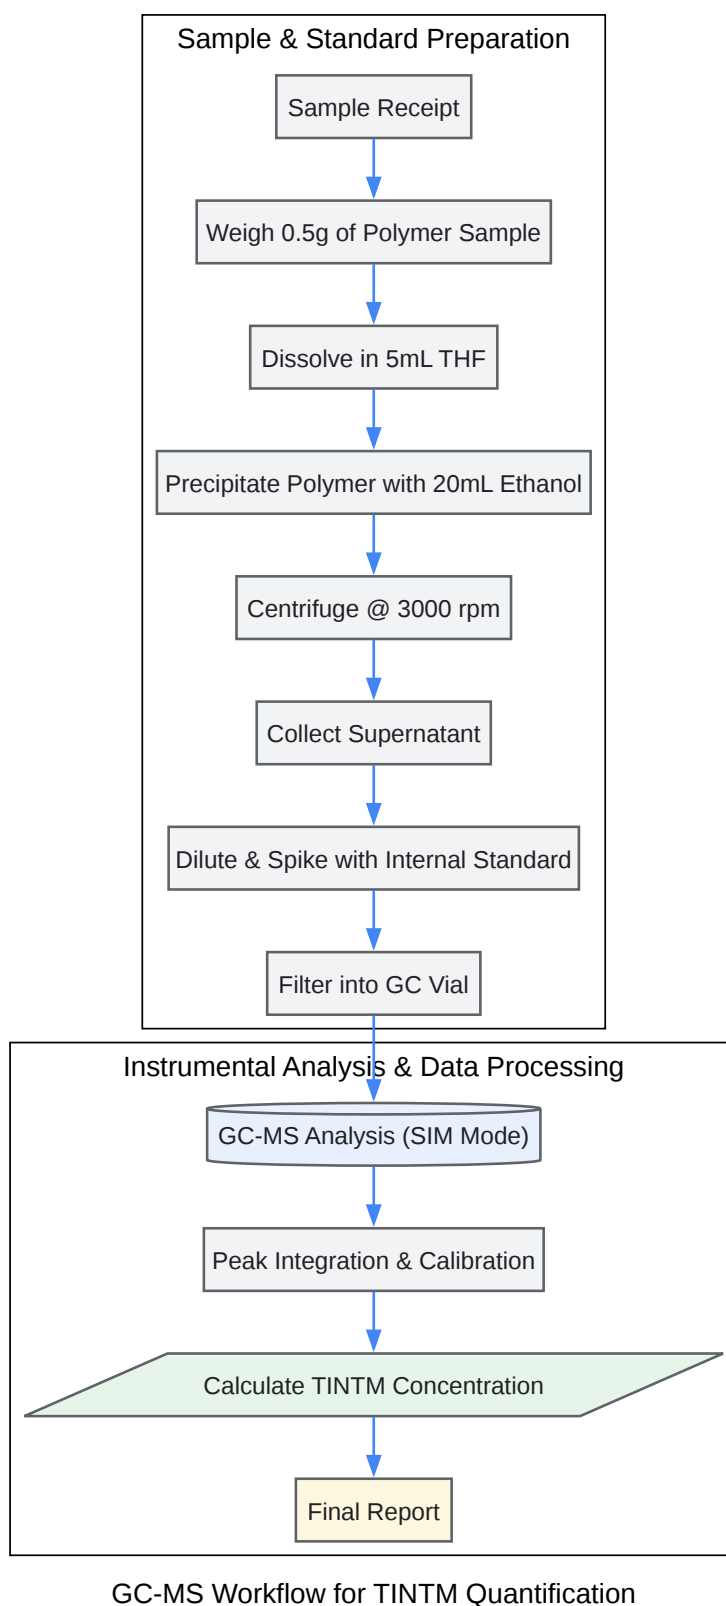 Sample & Standard Preparation
Sample Receipt
Weigh 0.5g of Polymer Sample
Dissolve in 5mL THF
Precipitate Polymer with 20mL Ethanol
Centrifuge @ 3000 rpm
Collect Supernatant
Dilute & Spike with Internal Standard
Filter into GC Vial
Instrumental Analysis & Data Processing
GC-MS Analysis (SIM Mode)
Peak Integration & Calibration
Calculate TINTM Concentration
Final Report
GC-MS Workflow for TINTM Quantification